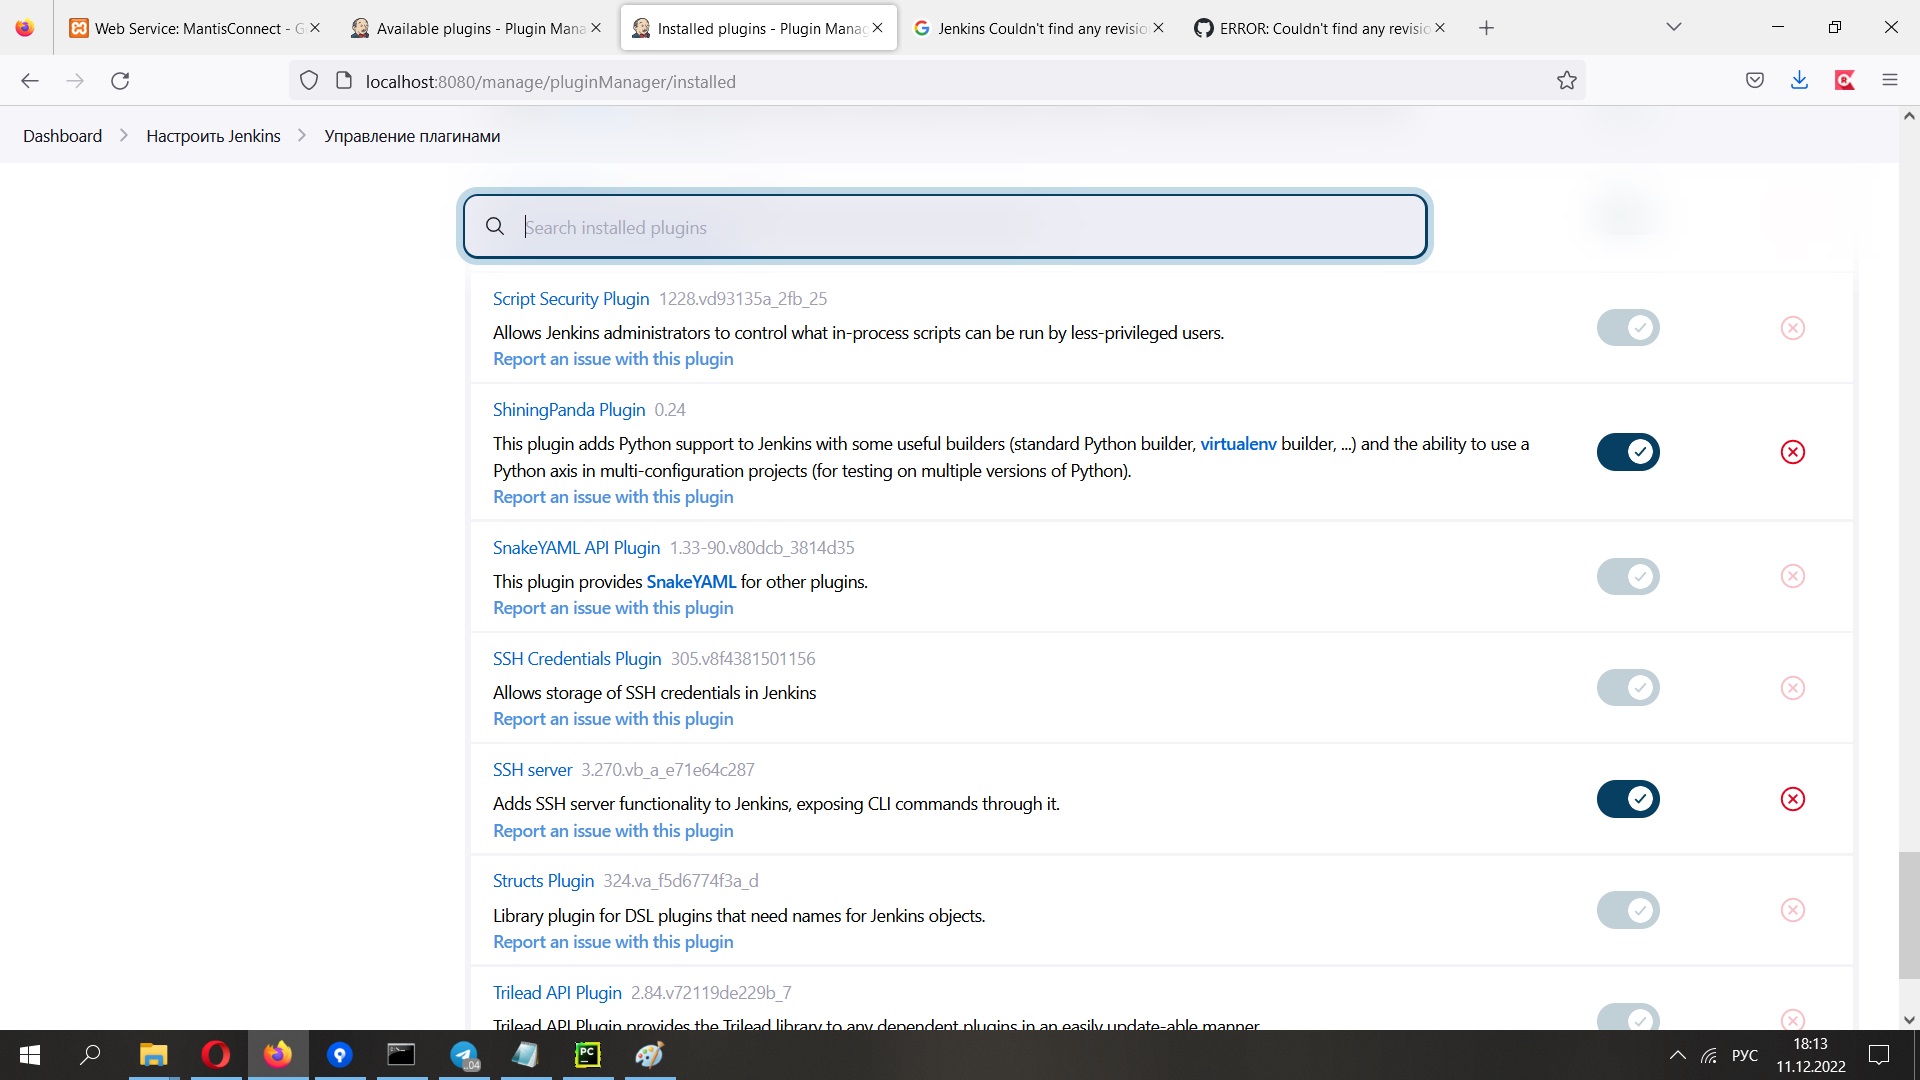 Web Service: MantisConnect - G
Available plugins - Plugin Mana
Installed plugins - Plugin Manag
Jenkins Couldn't find any revisio
ERROR: Couldn't find any revisio
localhost:8080/manage/pluginManager/installed
Dashboard
Настроить Jenkins
Управление плагинами
Search installed plugins
Script Security Plugin 1228.vd93135a_2fb_25
Allows Jenkins administrators to control what in-process scripts can be run by less-privileged users.
Report an issue with this plugin
ShiningPanda Plugin 0.24
This plugin adds Python support to Jenkins with some useful builders (standard Python builder, virtualenv builder, ...) and the ability to use a
Python axis in multi-configuration projects (for testing on multiple versions of Python).
Report an issue with this plugin
SnakeYAML API Plugin 1.33-90.v80dcb_3814d35
This plugin provides SnakeYAML for other plugins.
Report an issue with this plugin
SSH Credentials Plugin 305.v8f4381501156
Allows storage of SSH credentials in Jenkins
Report an issue with this plugin
SSH server 3.270.vb_a_e71e64c287
Adds SSH server functionality to Jenkins, exposing CLI commands through it.
Report an issue with this plugin
Structs Plugin 324.va_f5d6774f3a_d
Library plugin for DSL plugins that need names for Jenkins objects.
Report an issue with this plugin
Trilead API Plugin 2.84.v72119de229b_7
Trilead API Plugin provides the Trilead library to any dependent plugins in an easily update-able manner
PC
.04
РУС
18:13
11.12.2022